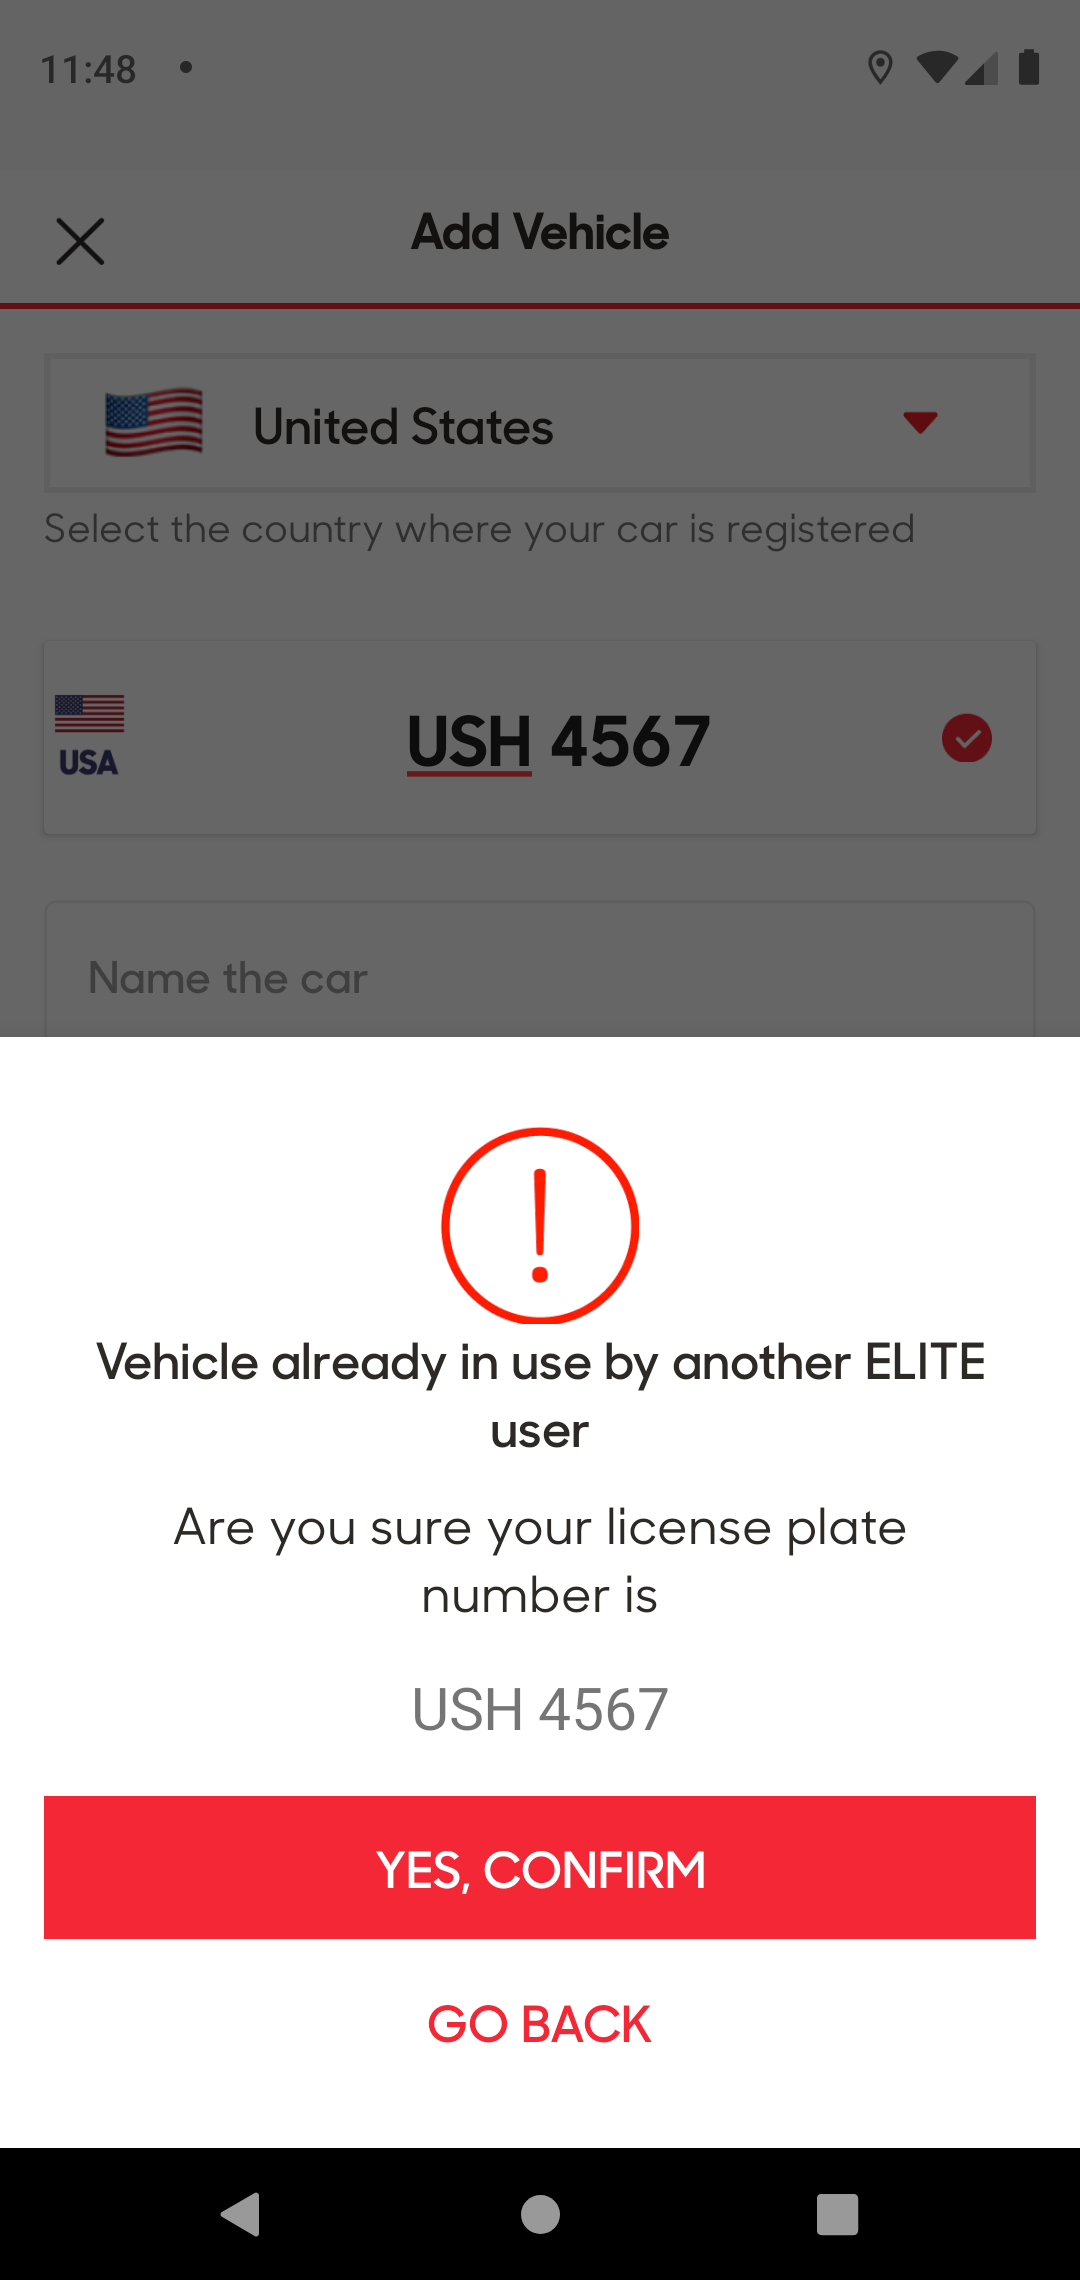 11:48
Add Vehicle
United States
Select the country where your car is registered
USH 4567
USA
Name the car
Vehicle already in use by another ELITE
user
Are you sure your license plate
number is
USH 4567
YES, CONFIRM
GO BACK